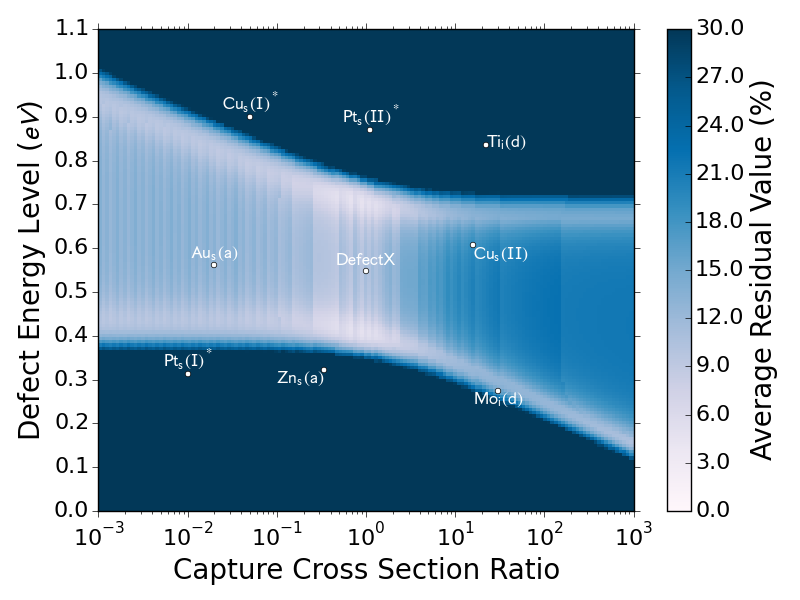 1.1
1.0
0.9
0.8
0.7
0.6
0.5
0.4
0.3
0.2
0.1
0.0
Defect Energy Level (eV)
Cuₛ(I)*
Ptₛ(II)*
Tiᵢ(d)
Auₛ(a)
DefectX
Cuₛ(II)
Ptₛ(I)*
Znₛ(a)
Moᵢ(d)
10⁻³ 10⁻² 10⁻¹ 10⁰ 10¹ 10² 10³
Capture Cross Section Ratio
30.0
27.0
24.0
21.0
18.0
15.0
12.0
9.0
6.0
3.0
0.0
Average Residual Value (%)